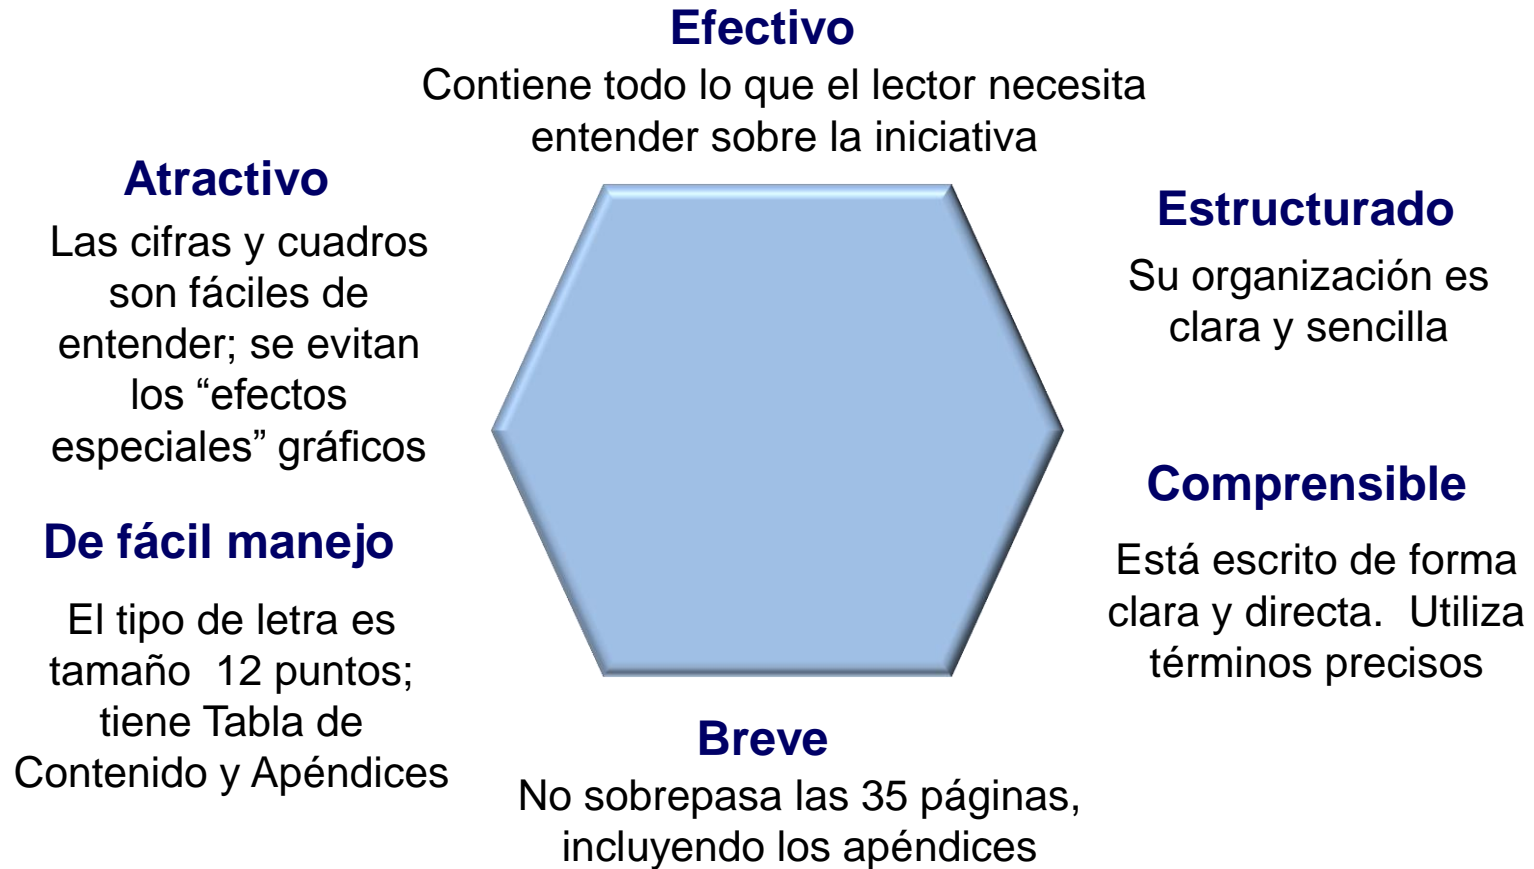 Efectivo
Contiene todo lo que el lector necesita
entender sobre la iniciativa
Atractivo
Las cifras y cuadros
son fáciles de
entender; se evitan
los “efectos
especiales” gráficos
Estructurado
Su organización es
clara y sencilla
Comprensible
Está escrito de forma
clara y directa.  Utiliza
términos precisos
De fácil manejo
El tipo de letra es
tamaño  12 puntos;
tiene Tabla de
Contenido y Apéndices
Breve
No sobrepasa las 35 páginas,
incluyendo los apéndices